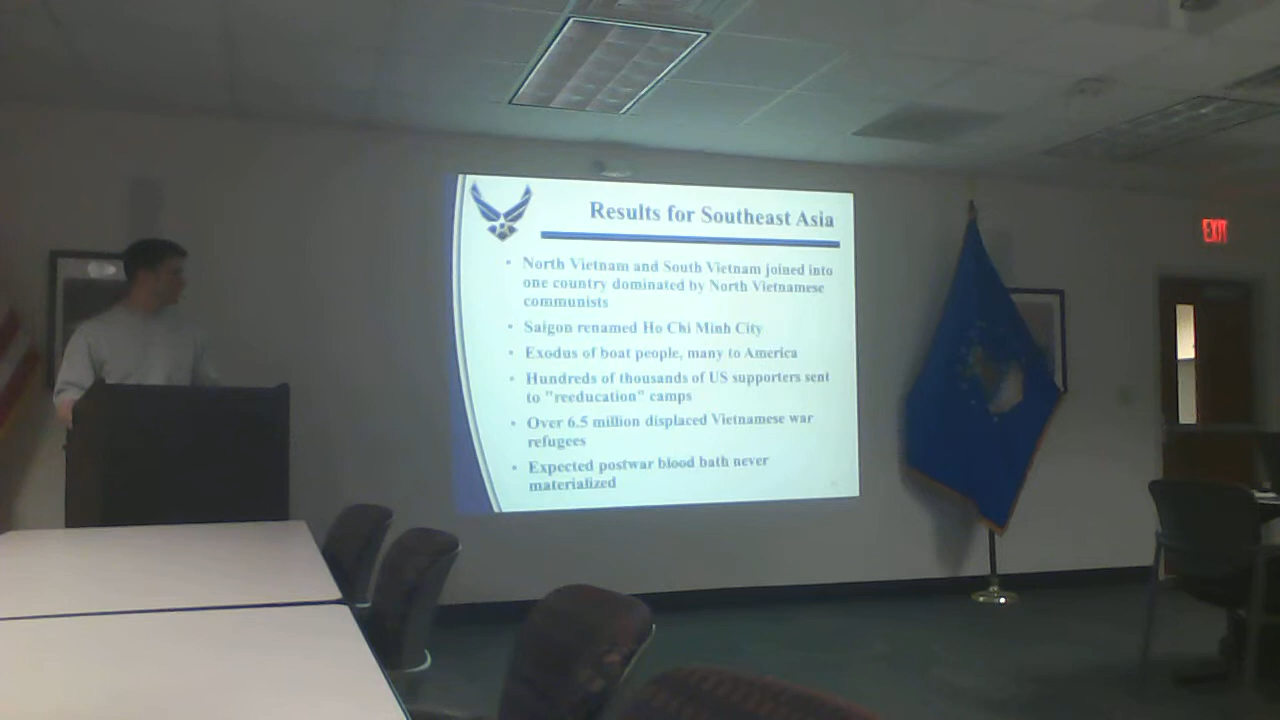 Results for Southeast Asia
• North Vietnam and South Vietnam joined into
one country dominated by North Vietnamese
communists
• Saigon renamed Ho Chi Minh City
• Exodus of boat people, many to America
• Hundreds of thousands of US supporters sent
to "reeducation" camps
• Over 6.5 million displaced Vietnamese war
refugees
• Expected postwar blood bath never
materialized
EXIT